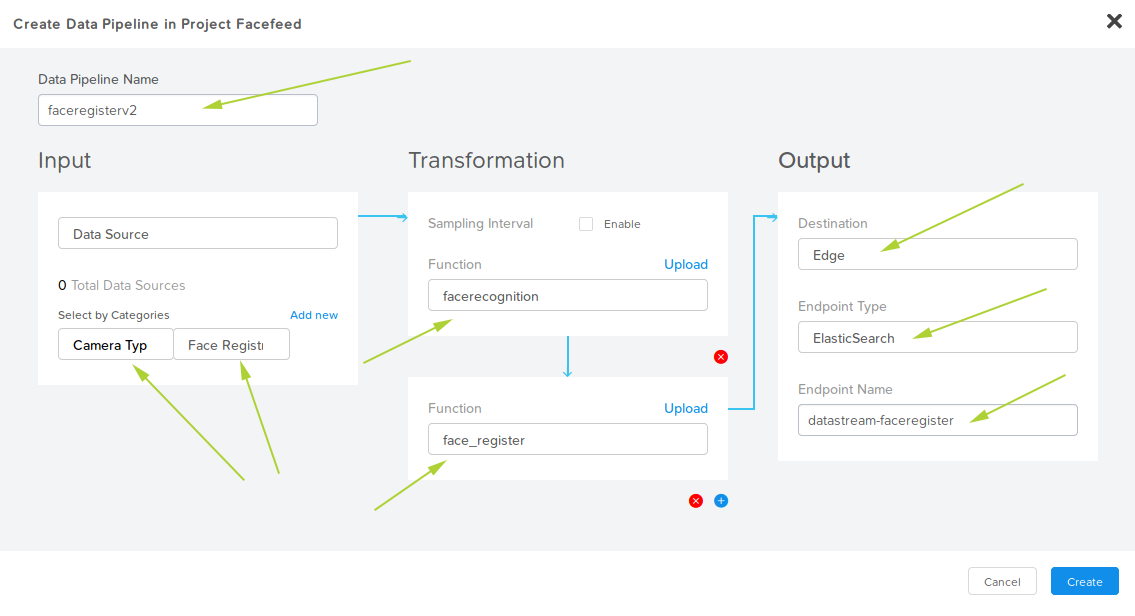 Create Data Pipeline in Project Facefeed
Data Pipeline Name
faceregisterv2
Input
Data Source
0 Total Data Sources
Select by Categories Add new
Camera Typ Face Regist
Transformation
Sampling Interval Enable
Function Upload
facerecognition
Function Upload
face_register
Output
Destination
Edge
Endpoint Type
ElasticSearch
Endpoint Name
datastream-faceregister
Cancel Create